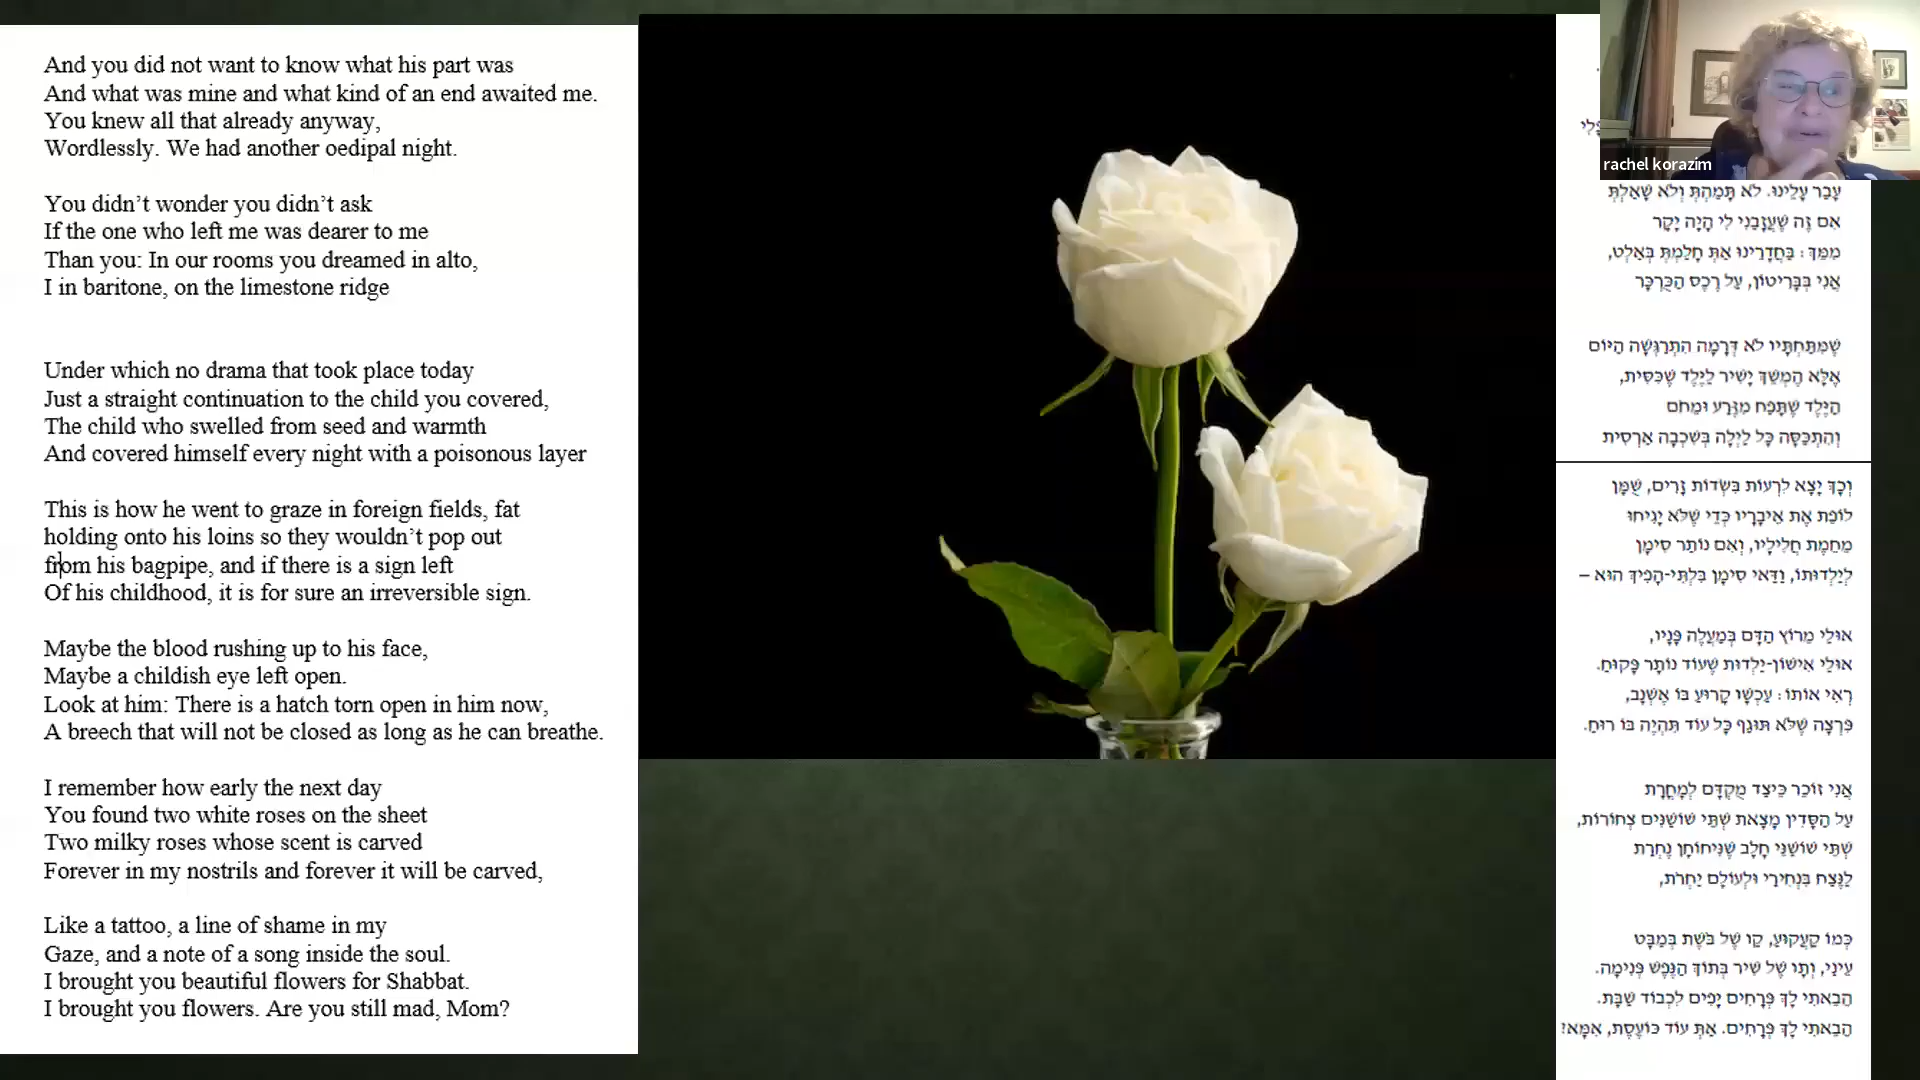 And you did not want to know what his part was
And what was mine and what kind of an end awaited me.
You knew all that already anyway,
Wordlessly. We had another oedipal night.
You didn’t wonder you didn’t ask
If the one who left me was dearer to me
Than you: In our rooms you dreamed in alto,
I in baritone, on the limestone ridge
Under which no drama that took place today
Just a straight continuation to the child you covered,
The child who swelled from seed and warmth
And covered himself every night with a poisonous layer
This is how he went to graze in foreign fields, fat
holding onto his loins so they wouldn’t pop out
from his bagpipe, and if there is a sign left
Of his childhood, it is for sure an irreversible sign.
Maybe the blood rushing up to his face,
Maybe a childish eye left open.
Look at him: There is a hatch torn open in him now,
A breech that will not be closed as long as he can breathe.
I remember how early the next day
You found two white roses on the sheet
Two milky roses whose scent is carved
Forever in my nostrils and forever it will be carved,
Like a tattoo, a line of shame in my
Gaze, and a note of a song inside the soul.
I brought you beautiful flowers for Shabbat.
I brought you flowers. Are you still mad, Mom?
rachel korazim
עָבַר עָלֵינוּ. לֹא תָּמַהְתְּ וְלֹא שָׁאַלְתְּ
אִם זֶה שֶׁעֲזָבַנִי לִי הָיָה יָקָר
מִמֵּךְ: בַּחֲדָרֵינוּ אַתְּ חָלַמְתְּ בְּאַלְט,
אֲנִי בְּבָּרִיטוֹן, עַל רֶכֶס הַכֻּרְכָּר
שֶׁמִּתַּחְתָּיו לֹא דְּרָמָה הִתְרַגְּשָׁה הַיּוֹם
אֶלָּא הֶמְשֵׁךְ יָשִׁיר לַיֶּלֶד שֶׁכִּסִּית,
הַיֶּלֶד שֶׁתָּפַח מִזֶּרַע וּמֵחֹם
וְהִתְכַּסָּה כָּל לַיְלָה בְּשִׁכְבָה אַרְסִית
וְכָךְ יָצָא לִרְעוֹת בִּשְׂדוֹת זָרִים, שֻׁמָּן
לוֹפֵת אֶת אֵיבָרָיו כְּדֵי שֶׁלֹּא יָגִיחוּ
מֵחֵמֶת חֲלִילָיו, וְאִם נוֹתַר סִימָן
לְיַלְדוּתוֹ, וַדַּאי סִימָן בִּלְתִּי-הָפִיךְ הוּא –
אוּלַי מֵרוֹץ הַדָּם בְּמַעֲלֵה פָּנָיו,
אוּלַי אִישׁוֹן-יַלְדוּת שֶׁעוֹד נוֹתַר פָּקוּחַ.
רְאִי אוֹתוֹ: עַכְשָׁו קָרוּעַ בּוֹ אֶשְׁנָב,
פִּרְצָה שֶׁלֹּא תּוּגַף כָּל עוֹד תִּהְיֶה בּוֹ רוּחַ.
אֲנִי זוֹכֵר כֵּיצַד מֻקְדָּם לְמָחֳרָת
עַל הַסָּדִין מָצָאת שְׁתֵּי שׁוֹשַׁנִּים צְחוֹרוֹת,
שְׁתֵּי שׁוֹשַׁנֵּי חָלָב שֶׁנִּיחוֹחָן נֶחְרַת
לַנֶּצַח בִּנְחִירַי וּלְעוֹלָם יַחְרֹת,
כְּמוֹ קַעֲקוּעַ, קַו שֶׁל בֹּשֶׁת בְּמַבַּט
עֵינַי, וְתָו שֶׁל שִׁיר בְּתוֹךְ הַנֶּפֶשׁ פְּנִימָה.
הֵבֵאתִי לָךְ פְּרָחִים יָפִים לִכְבוֹד שַׁבָּת.
הֵבֵאתִי לָךְ פְּרָחִים. אַתְּ עוֹד כּוֹעֶסֶת, אִמָּא?